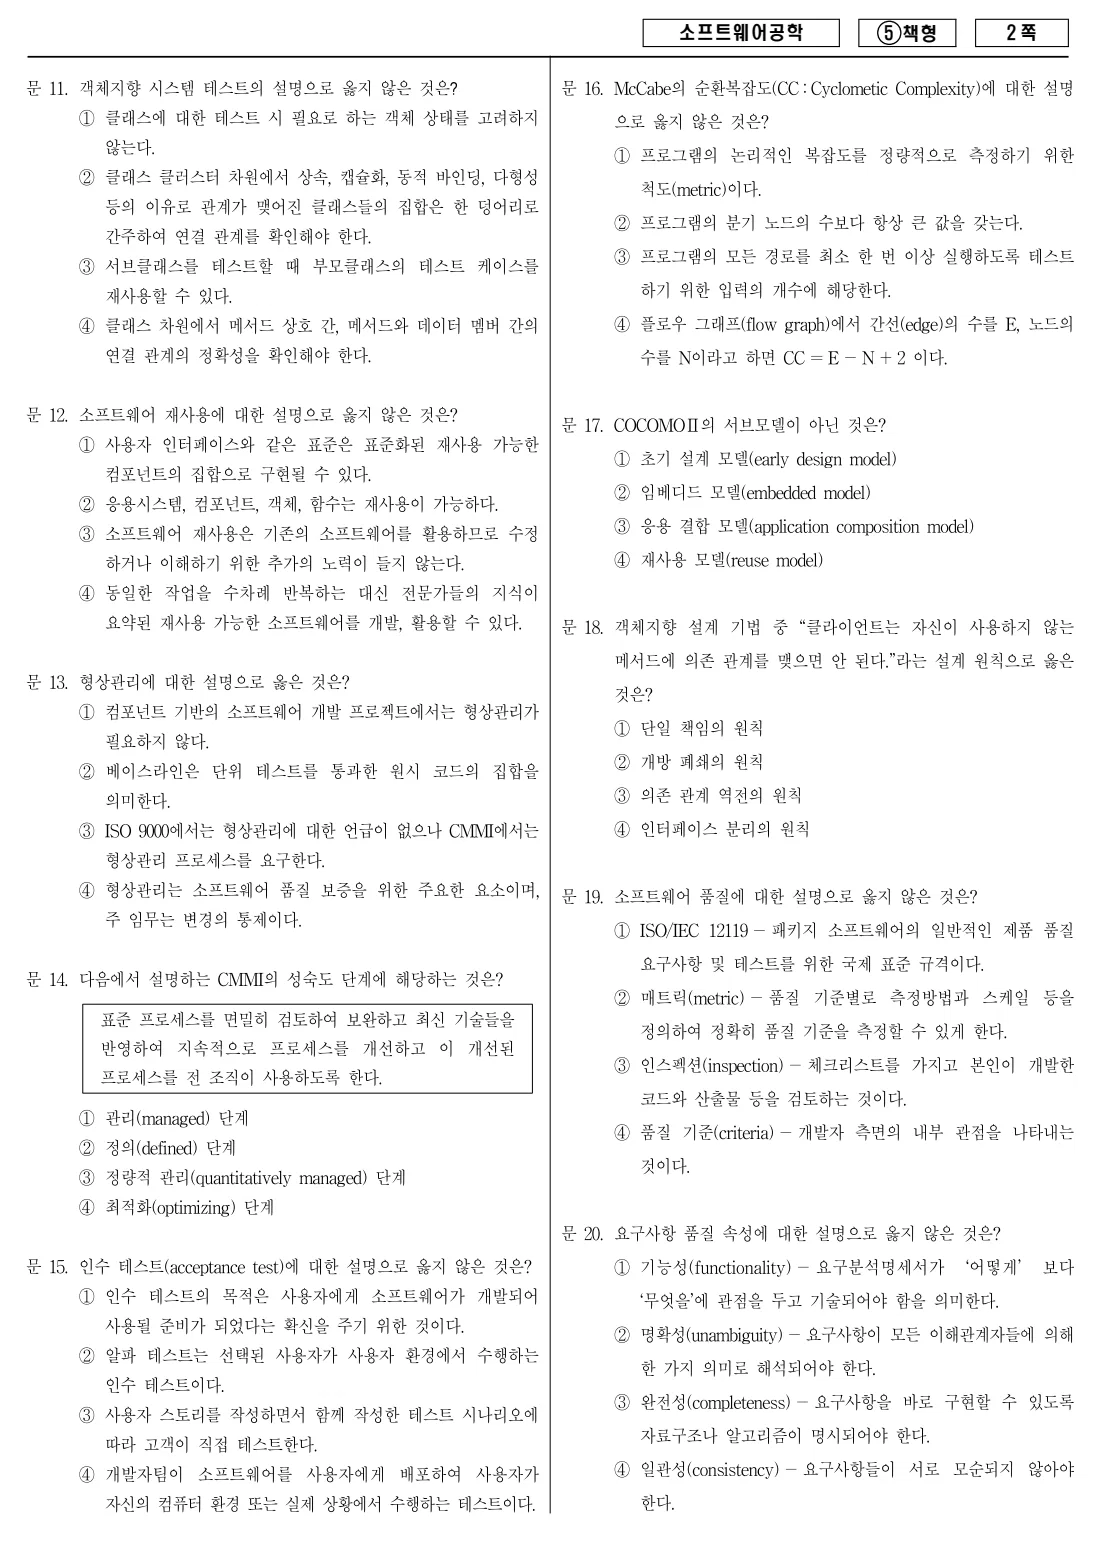 소프트웨어공학
⑤책형
2쪽
문 11. 객체지향 시스템 테스트의 설명으로 옳지 않은 것은?
① 클래스에 대한 테스트 시 필요로 하는 객체 상태를 고려하지
않는다.
② 클래스 클러스터 차원에서 상속, 캡슐화, 동적 바인딩, 다형성
등의 이유로 관계가 맺어진 클래스들의 집합은 한 덩어리로
간주하여 연결 관계를 확인해야 한다.
③ 서브클래스를 테스트할 때 부모클래스의 테스트 케이스를
재사용할 수 있다.
④ 클래스 차원에서 메서드 상호 간, 메서드와 데이터 멤버 간의
연결 관계의 정확성을 확인해야 한다.
문 12. 소프트웨어 재사용에 대한 설명으로 옳지 않은 것은?
① 사용자 인터페이스와 같은 표준은 표준화된 재사용 가능한
컴포넌트의 집합으로 구현될 수 있다.
② 응용시스템, 컴포넌트, 객체, 함수는 재사용이 가능하다.
③ 소프트웨어 재사용은 기존의 소프트웨어를 활용하므로 수정
하거나 이해하기 위한 추가의 노력이 들지 않는다.
④ 동일한 작업을 수차례 반복하는 대신 전문가들의 지식이
요약된 재사용 가능한 소프트웨어를 개발, 활용할 수 있다.
문 13. 형상관리에 대한 설명으로 옳은 것은?
① 컴포넌트 기반의 소프트웨어 개발 프로젝트에서는 형상관리가
필요하지 않다.
② 베이스라인은 단위 테스트를 통과한 원시 코드의 집합을
의미한다.
③ ISO 9000에서는 형상관리에 대한 언급이 없으나 CMMI에서는
형상관리 프로세스를 요구한다.
④ 형상관리는 소프트웨어 품질 보증을 위한 주요한 요소이며,
주 임무는 변경의 통제이다.
문 14. 다음에서 설명하는 CMMI의 성숙도 단계에 해당하는 것은?
표준 프로세스를 면밀히 검토하여 보완하고 최신 기술들을
반영하여 지속적으로 프로세스를 개선하고 이 개선된
프로세스를 전 조직이 사용하도록 한다.
① 관리(managed) 단계
② 정의(defined) 단계
③ 정량적 관리(quantitatively managed) 단계
④ 최적화(optimizing) 단계
문 15. 인수 테스트(acceptance test)에 대한 설명으로 옳지 않은 것은?
① 인수 테스트의 목적은 사용자에게 소프트웨어가 개발되어
사용될 준비가 되었다는 확신을 주기 위한 것이다.
② 알파 테스트는 선택된 사용자가 사용자 환경에서 수행하는
인수 테스트이다.
③ 사용자 스토리를 작성하면서 함께 작성한 테스트 시나리오에
따라 고객이 직접 테스트한다.
④ 개발자팀이 소프트웨어를 사용자에게 배포하여 사용자가
자신의 컴퓨터 환경 또는 실제 상황에서 수행하는 테스트이다.
문 16. McCabe의 순환복잡도(CC : Cyclometic Complexity)에 대한 설명
으로 옳지 않은 것은?
① 프로그램의 논리적인 복잡도를 정량적으로 측정하기 위한
척도(metric)이다.
② 프로그램의 분기 노드의 수보다 항상 큰 값을 갖는다.
③ 프로그램의 모든 경로를 최소 한 번 이상 실행하도록 테스트
하기 위한 입력의 개수에 해당한다.
④ 플로우 그래프(flow graph)에서 간선(edge)의 수를 E, 노드의
수를 N이라고 하면 CC = E − N + 2 이다.
문 17. COCOMOⅡ의 서브모델이 아닌 것은?
① 초기 설계 모델(early design model)
② 임베디드 모델(embedded model)
③ 응용 결합 모델(application composition model)
④ 재사용 모델(reuse model)
문 18. 객체지향 설계 기법 중 “클라이언트는 자신이 사용하지 않는
메서드에 의존 관계를 맺으면 안 된다.”라는 설계 원칙으로 옳은
것은?
① 단일 책임의 원칙
② 개방 폐쇄의 원칙
③ 의존 관계 역전의 원칙
④ 인터페이스 분리의 원칙
문 19. 소프트웨어 품질에 대한 설명으로 옳지 않은 것은?
① ISO/IEC 12119 − 패키지 소프트웨어의 일반적인 제품 품질
요구사항 및 테스트를 위한 국제 표준 규격이다.
② 매트릭(metric) − 품질 기준별로 측정방법과 스케일 등을
정의하여 정확히 품질 기준을 측정할 수 있게 한다.
③ 인스펙션(inspection) − 체크리스트를 가지고 본인이 개발한
코드와 산출물 등을 검토하는 것이다.
④ 품질 기준(criteria) − 개발자 측면의 내부 관점을 나타내는
것이다.
문 20. 요구사항 품질 속성에 대한 설명으로 옳지 않은 것은?
① 기능성(functionality) − 요구분석명세서가 ‘어떻게’ 보다
‘무엇을’에 관점을 두고 기술되어야 함을 의미한다.
② 명확성(unambiguity) − 요구사항이 모든 이해관계자들에 의해
한 가지 의미로 해석되어야 한다.
③ 완전성(completeness) − 요구사항을 바로 구현할 수 있도록
자료구조나 알고리즘이 명시되어야 한다.
④ 일관성(consistency) − 요구사항들이 서로 모순되지 않아야
한다.